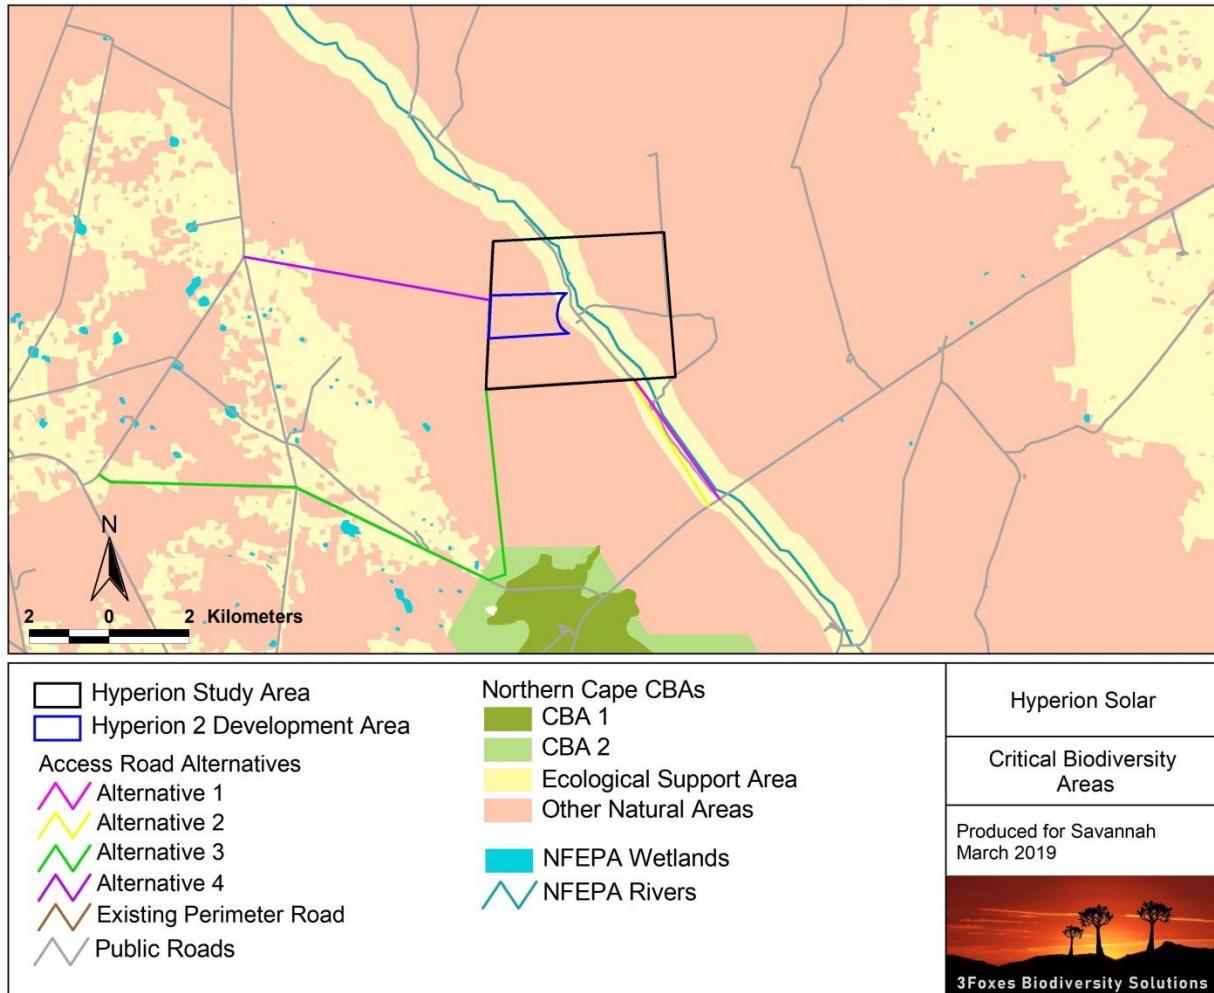 N
2 0 2 Kilometers
Hyperion Study Area
Hyperion 2 Development Area
Access Road Alternatives
Alternative 1
Alternative 2
Alternative 3
Alternative 4
Existing Perimeter Road
Public Roads
Northern Cape CBAs
CBA 1
CBA 2
Ecological Support Area
Other Natural Areas
NFEPA Wetlands
NFEPA Rivers
Hyperion Solar
Critical Biodiversity
Areas
Produced for Savannah
March 2019
3Foxes Biodiversity Solutions